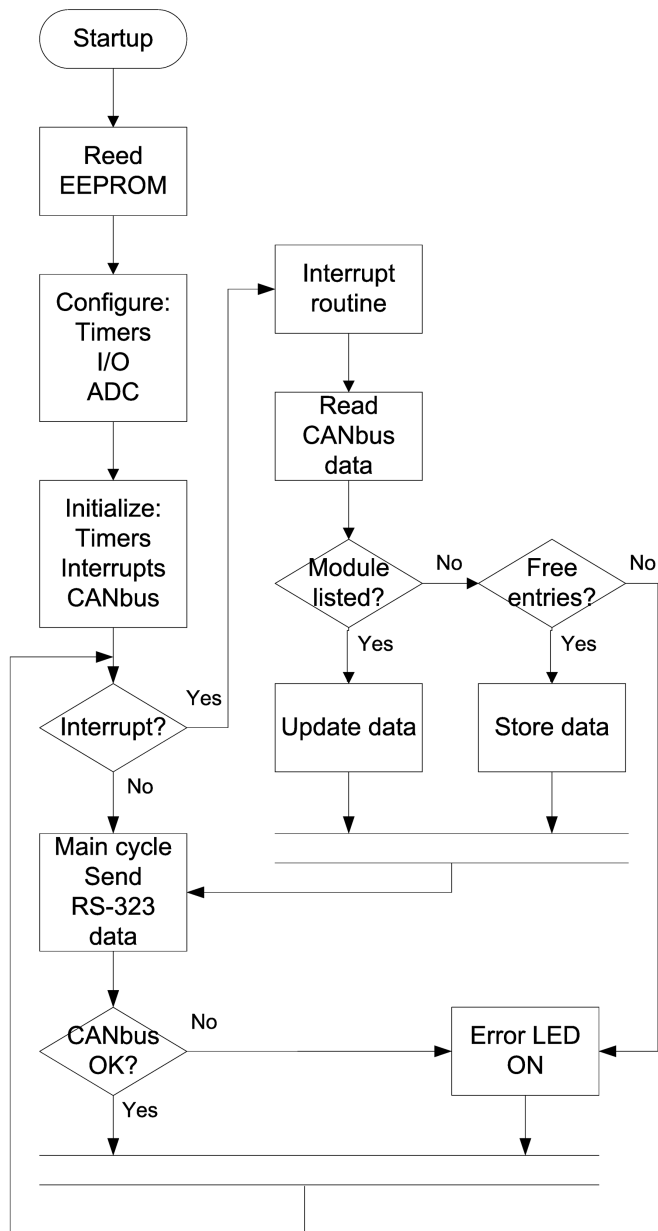 Startup
Reed
EEPROM
Configure:
Timers
I/O
ADC
Initialize:
Timers
Interrupts
CANbus
Interrupt?
Yes
No
Interrupt
routine
Read
CANbus
data
Module
listed?
No
Yes
Free
entries?
No
Yes
Update data
Store data
Main cycle
Send
RS-323
data
CANbus
OK?
No
Yes
Error LED
ON